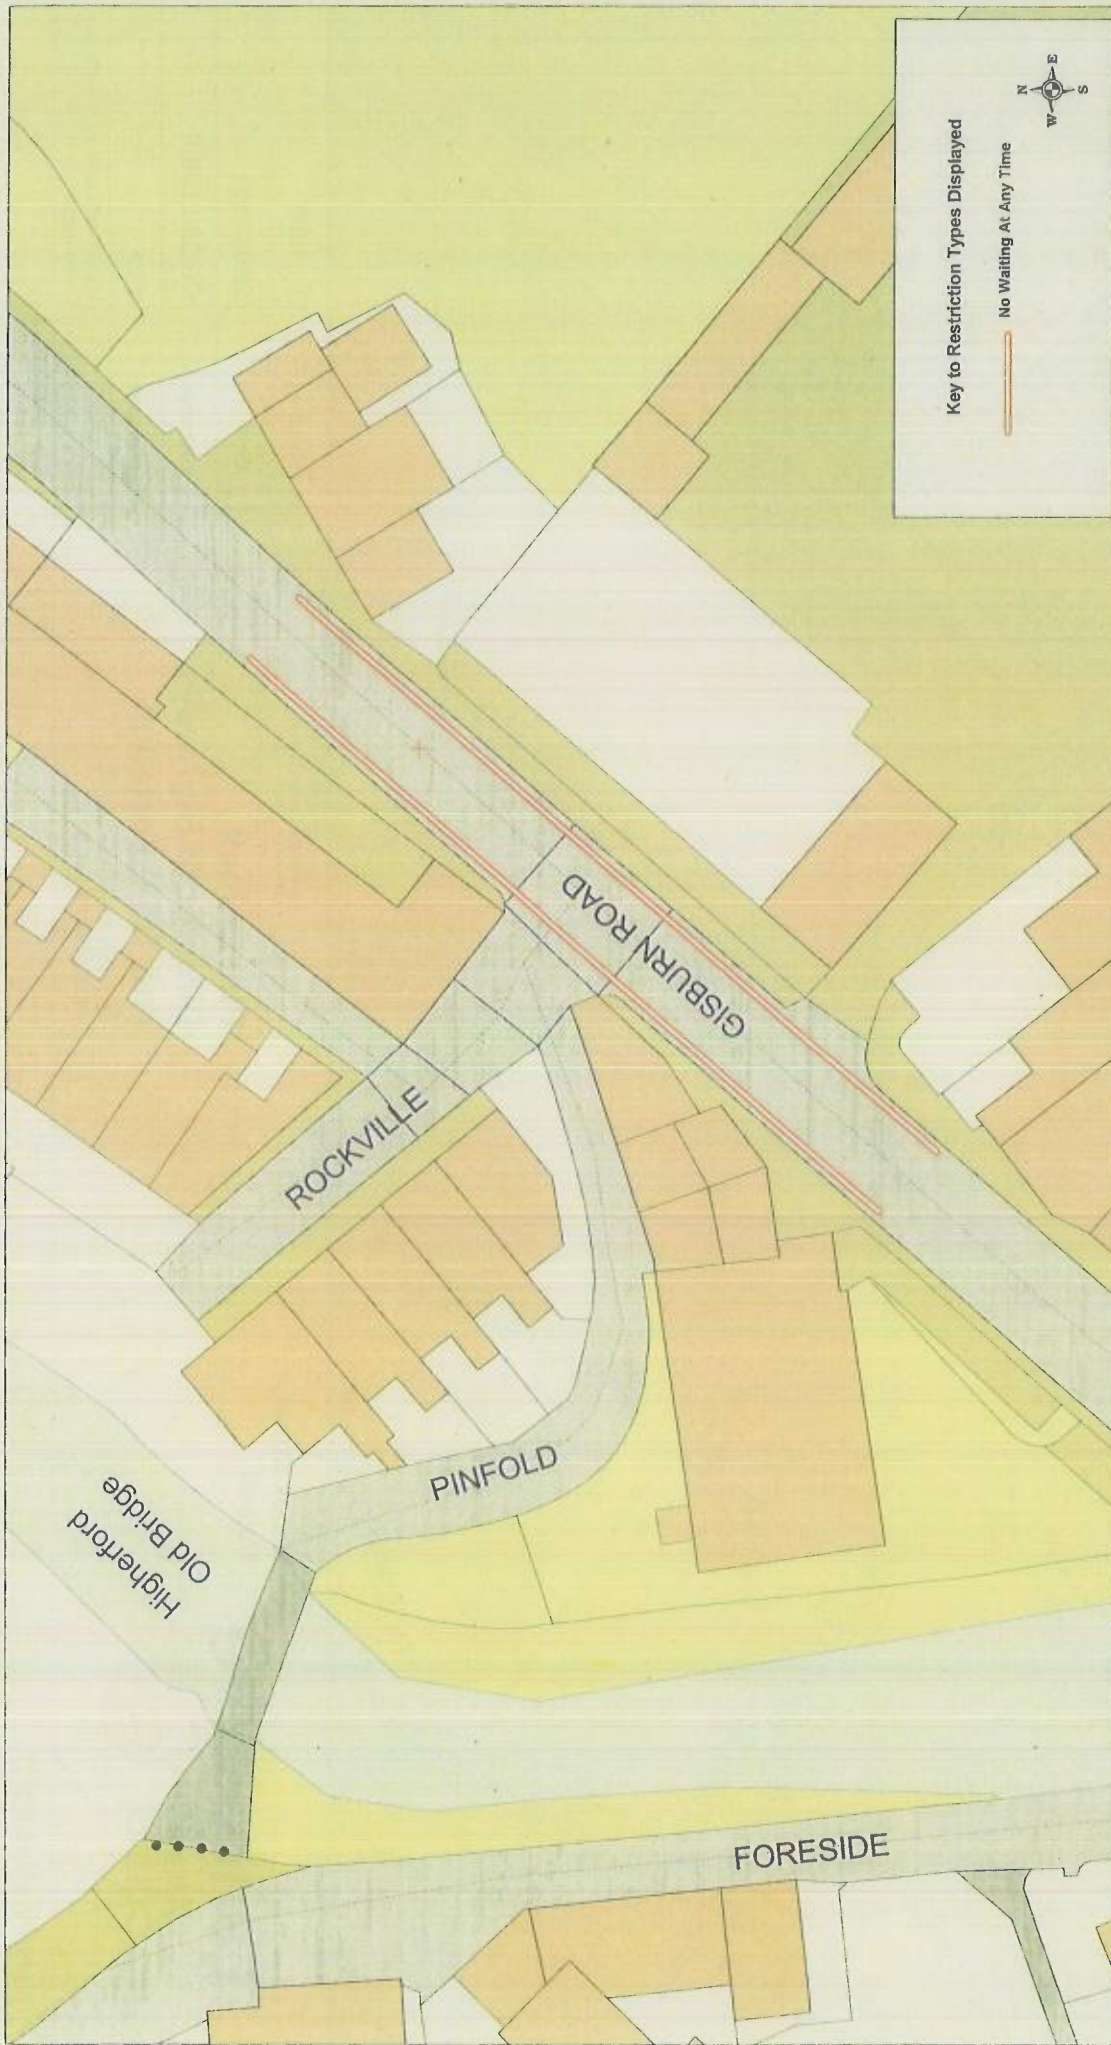 Key to Restriction Types Displayed
No Waiting At Any Time
N
W
E
S
GISBURN ROAD
ROCKVILLE
PINFOLD
Higherford
Old Bridge
FORESIDE